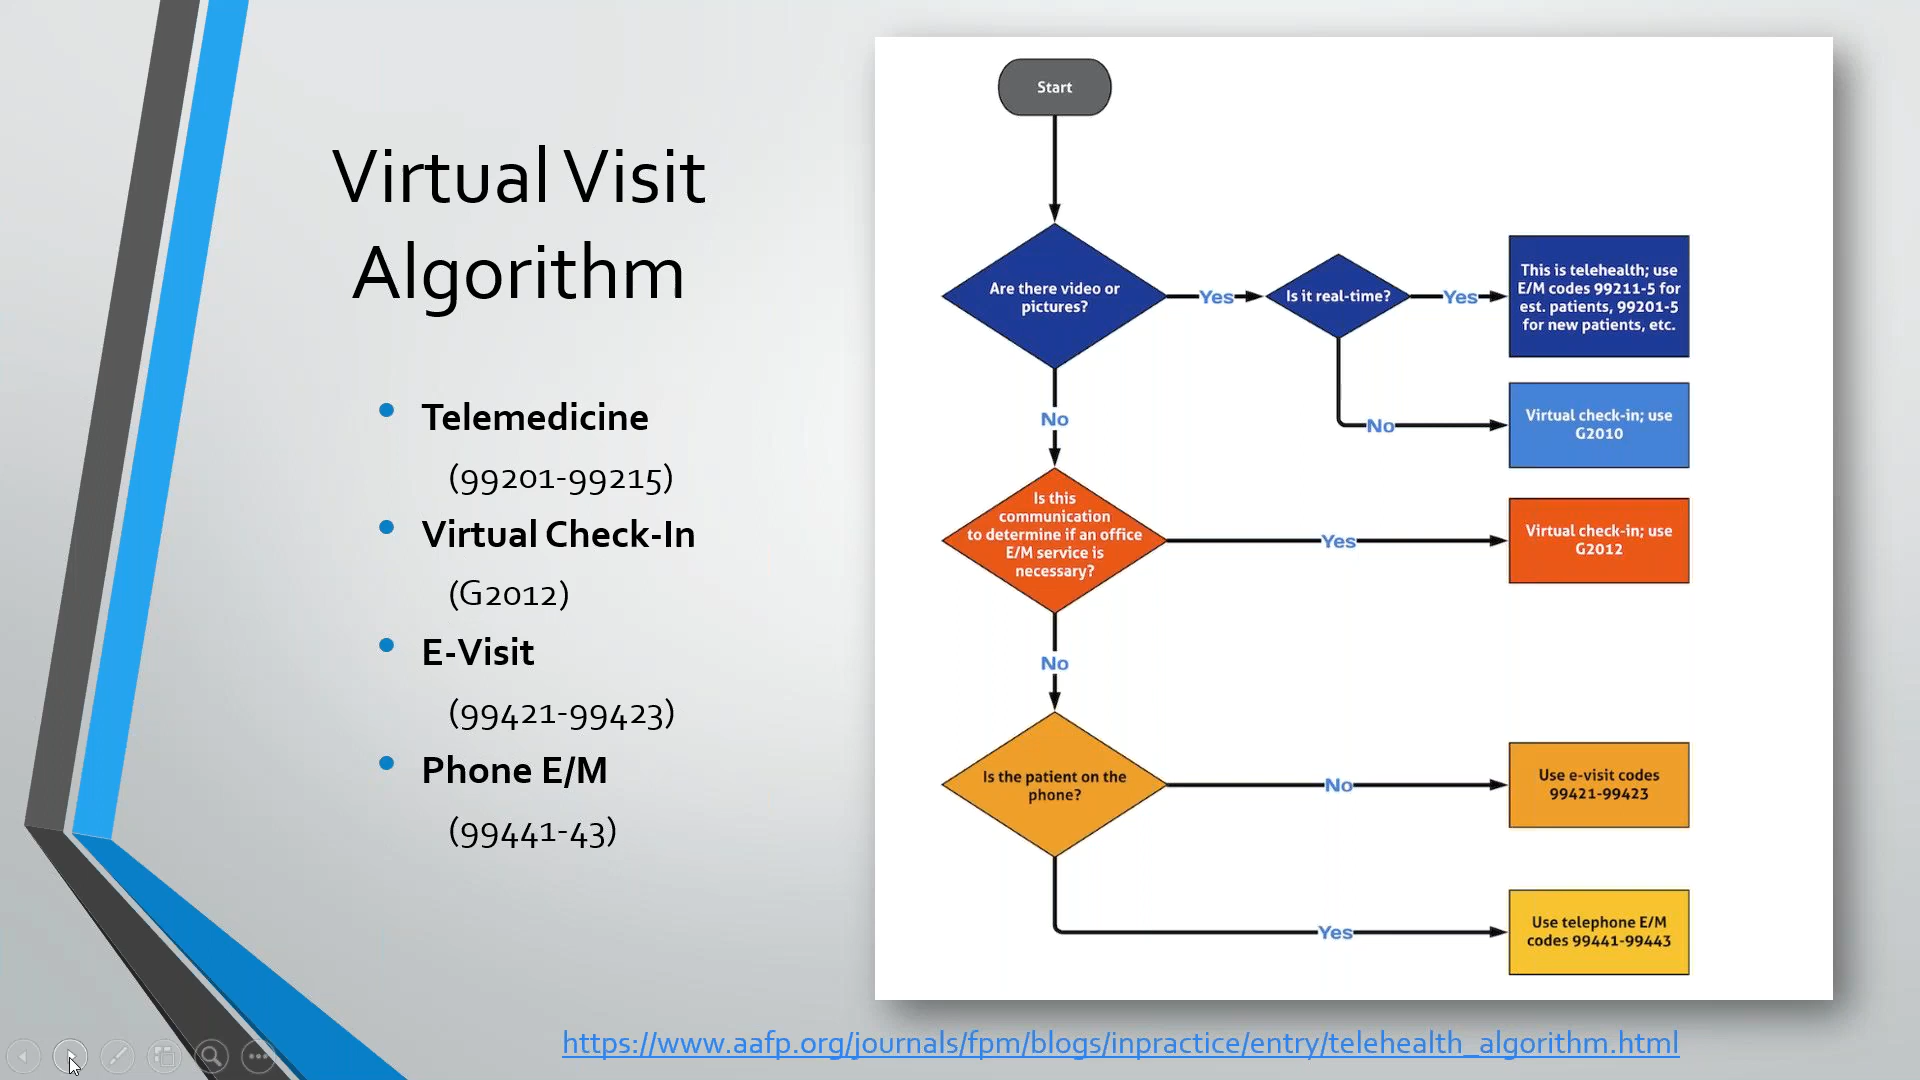 Virtual Visit
Algorithm
Telemedicine
(99201-99215)
Virtual Check-In
(G2012)
E-Visit
(99421-99423)
Phone E/M
(99441-43)
Start
Are there video or
pictures?
Yes
Is it real-time?
Yes
This is telehealth; use
E/M codes 99211-5 for
est. patients, 99201-5
for new patients, etc.
No
Virtual check-in; use
G2010
No
Is this
communication
to determine if an office
E/M service is
necessary?
Yes
Virtual check-in; use
G2012
No
Is the patient on the
phone?
No
Use e-visit codes
99421-99423
Yes
Use telephone E/M
codes 99441-99443
https://www.aafp.org/journals/fpm/blogs/inpractice/entry/telehealth_algorithm.html